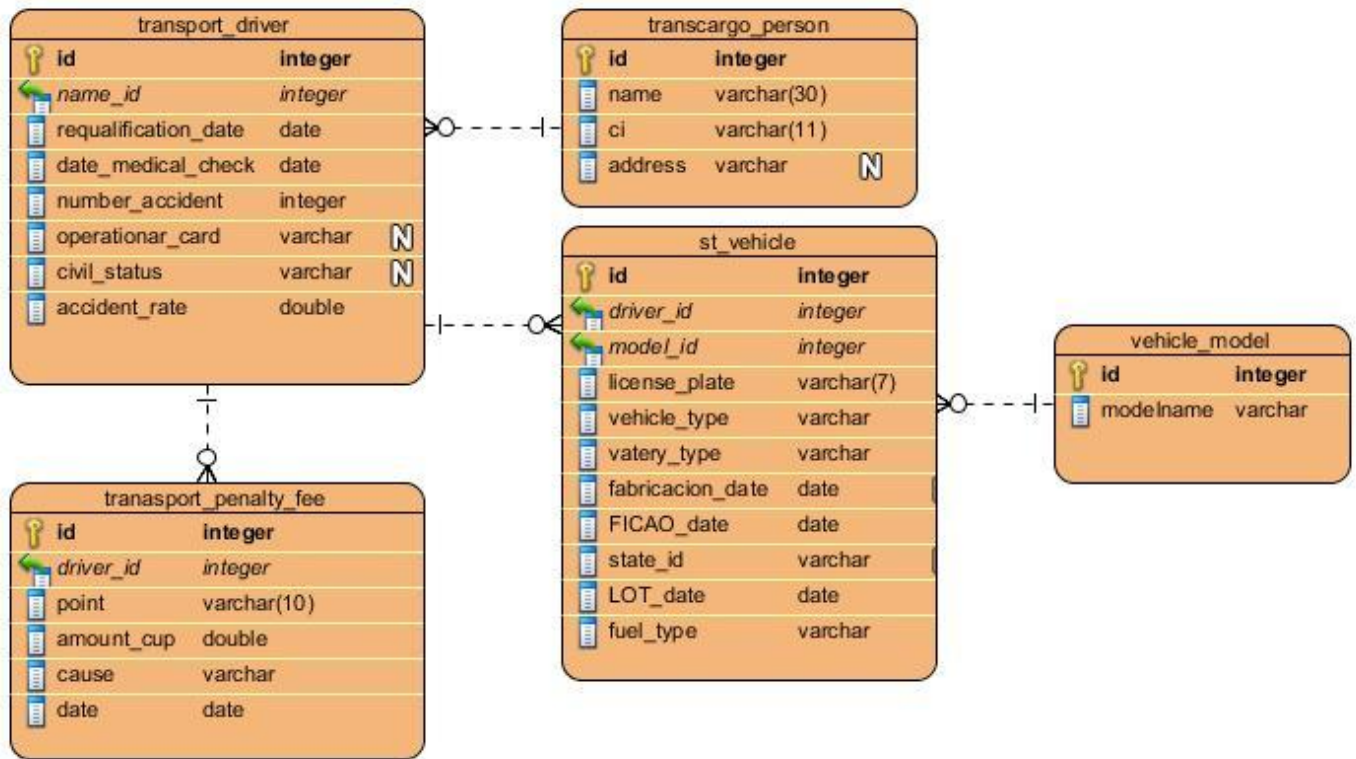 transport_driver
id integer
name_id integer
requalification_date date
date_medical_check date
number_accident integer
operationar_card varchar N
civil_status varchar N
accident_rate double
transcargo_person
id integer
name varchar(30)
ci varchar(11)
address varchar N
st_vehicle
id integer
driver_id integer
model_id integer
license_plate varchar(7)
vehicle_type varchar
vatery_type varchar
fabricacion_date date
FICAO_date date
state_id varchar
LOT_date date
fuel_type varchar
vehicle_model
id integer
modelname varchar
tranasport_penalty_fee
id integer
driver_id integer
point varchar(10)
amount_cup double
cause varchar
date date